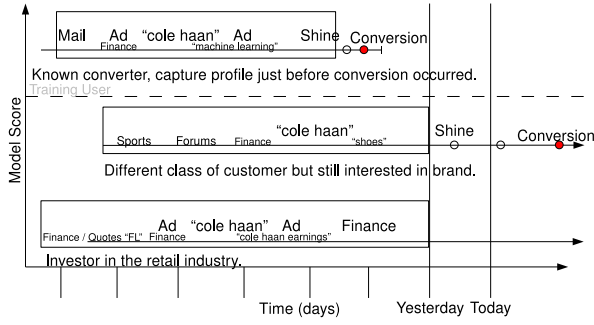 Mail Ad "cole haan" Ad Shine Conversion
Finance "machine learning"
Known converter, capture profile just before conversion occurred.
Training User
"cole haan" Shine Conversion
Sports Forums Finance "shoes"
Different class of customer but still interested in brand.
Ad "cole haan" Ad Finance
Finance / Quotes "FL" Finance "cole haan earnings"
Investor in the retail industry.
Model Score
Time (days) Yesterday Today